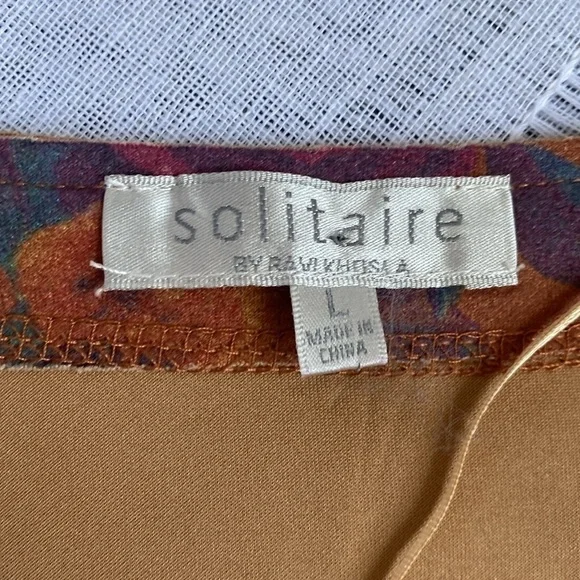 solitaire
BY RAVI KHOSLA
L
MADE IN
CHINA